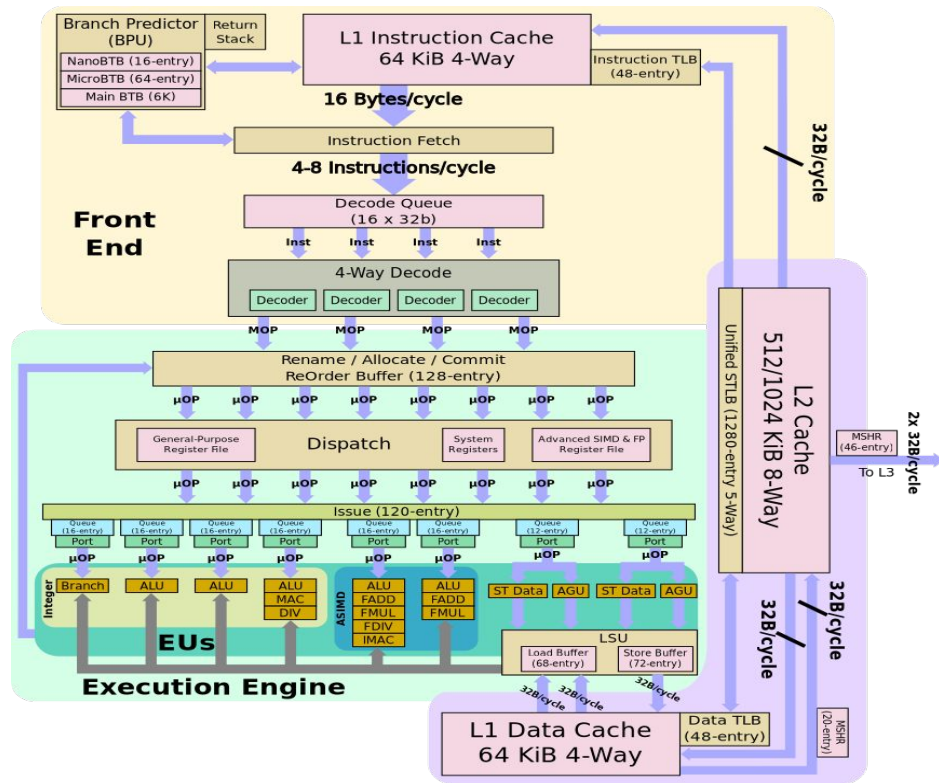 Branch Predictor
(BPU)
Return
Stack
NanoBTB (16-entry)
MicroBTB (64-entry)
Main BTB (6K)
L1 Instruction Cache
64 KiB 4-Way
Instruction TLB
(48-entry)
16 Bytes/cycle
Instruction Fetch
32B/cycle
4-8 Instructions/cycle
Decode Queue
(16 x 32b)
Front
End
Inst
Inst
Inst
Inst
4-Way Decode
Decoder
Decoder
Decoder
Decoder
MOP
MOP
MOP
MOP
Rename / Allocate / Commit
ReOrder Buffer (128-entry)
μOP
μOP
μOP
μOP
μOP
μOP
μOP
μOP
Dispatch
General-Purpose
Register File
System
Registers
Advanced SIMD & FP
Register File
μOP
μOP
μOP
μOP
μOP
μOP
μOP
μOP
Issue (120-entry)
Queue
(16-entry)
Queue
(16-entry)
Queue
(16-entry)
Queue
(16-entry)
Queue
(16-entry)
Queue
(16-entry)
Queue
(12-entry)
Queue
(12-entry)
Port
Port
Port
Port
Port
Port
Port
Port
μOP
μOP
μOP
μOP
μOP
μOP
μOP
μOP
Integer
Branch
ALU
ALU
ALU
MAC
DIV
ASIMD
ALU
FADD
FMUL
FDIV
IMAC
ALU
FADD
FMUL
ST Data
AGU
ST Data
AGU
EUs
LSU
Load Buffer
(68-entry)
Store Buffer
(72-entry)
Execution Engine
32B/cycle
32B/cycle
32B/cycle
L1 Data Cache
64 KiB 4-Way
Data TLB
(48-entry)
Unified STLB (1280-entry 5-Way)
L2 Cache
512/1024 KiB 8-Way
MSHR
(46-entry)
To L3
2x 32B/cycle
32B/cycle
32B/cycle
MSHR
(20-entry)